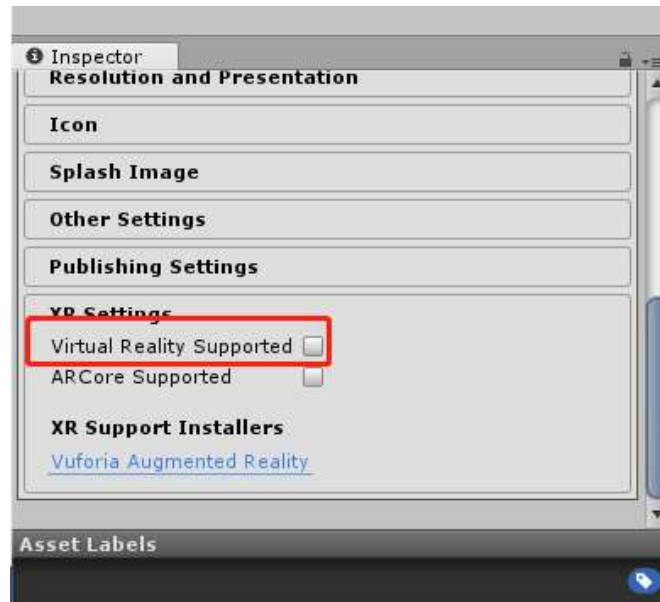 Inspector
Resolution and Presentation
Icon
Splash Image
Other Settings
Publishing Settings
XR Settings
Virtual Reality Supported
ARCore Supported
XR Support Installers
Vuforia Augmented Reality
Asset Labels